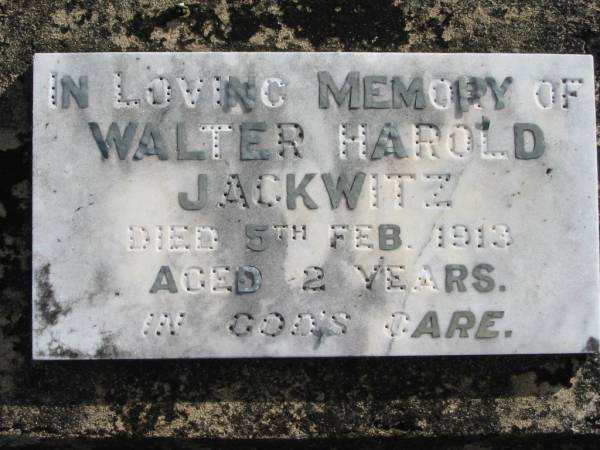 IN LOVING MEMORY OF
WALTER HAROLD
JACKWITZ
DIED 5TH FEB. 1913
AGED 2 YEARS.
IN GOD'S CARE.